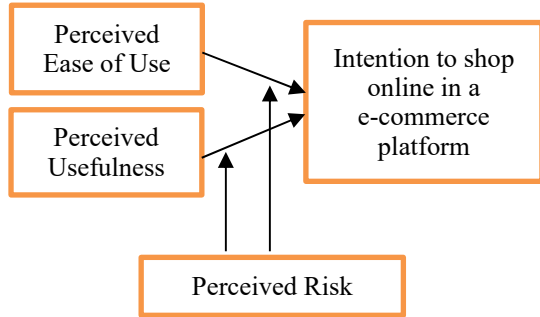 Perceived
Ease of Use
Intention to shop
online in a
e-commerce
platform
Perceived
Usefulness
Perceived Risk